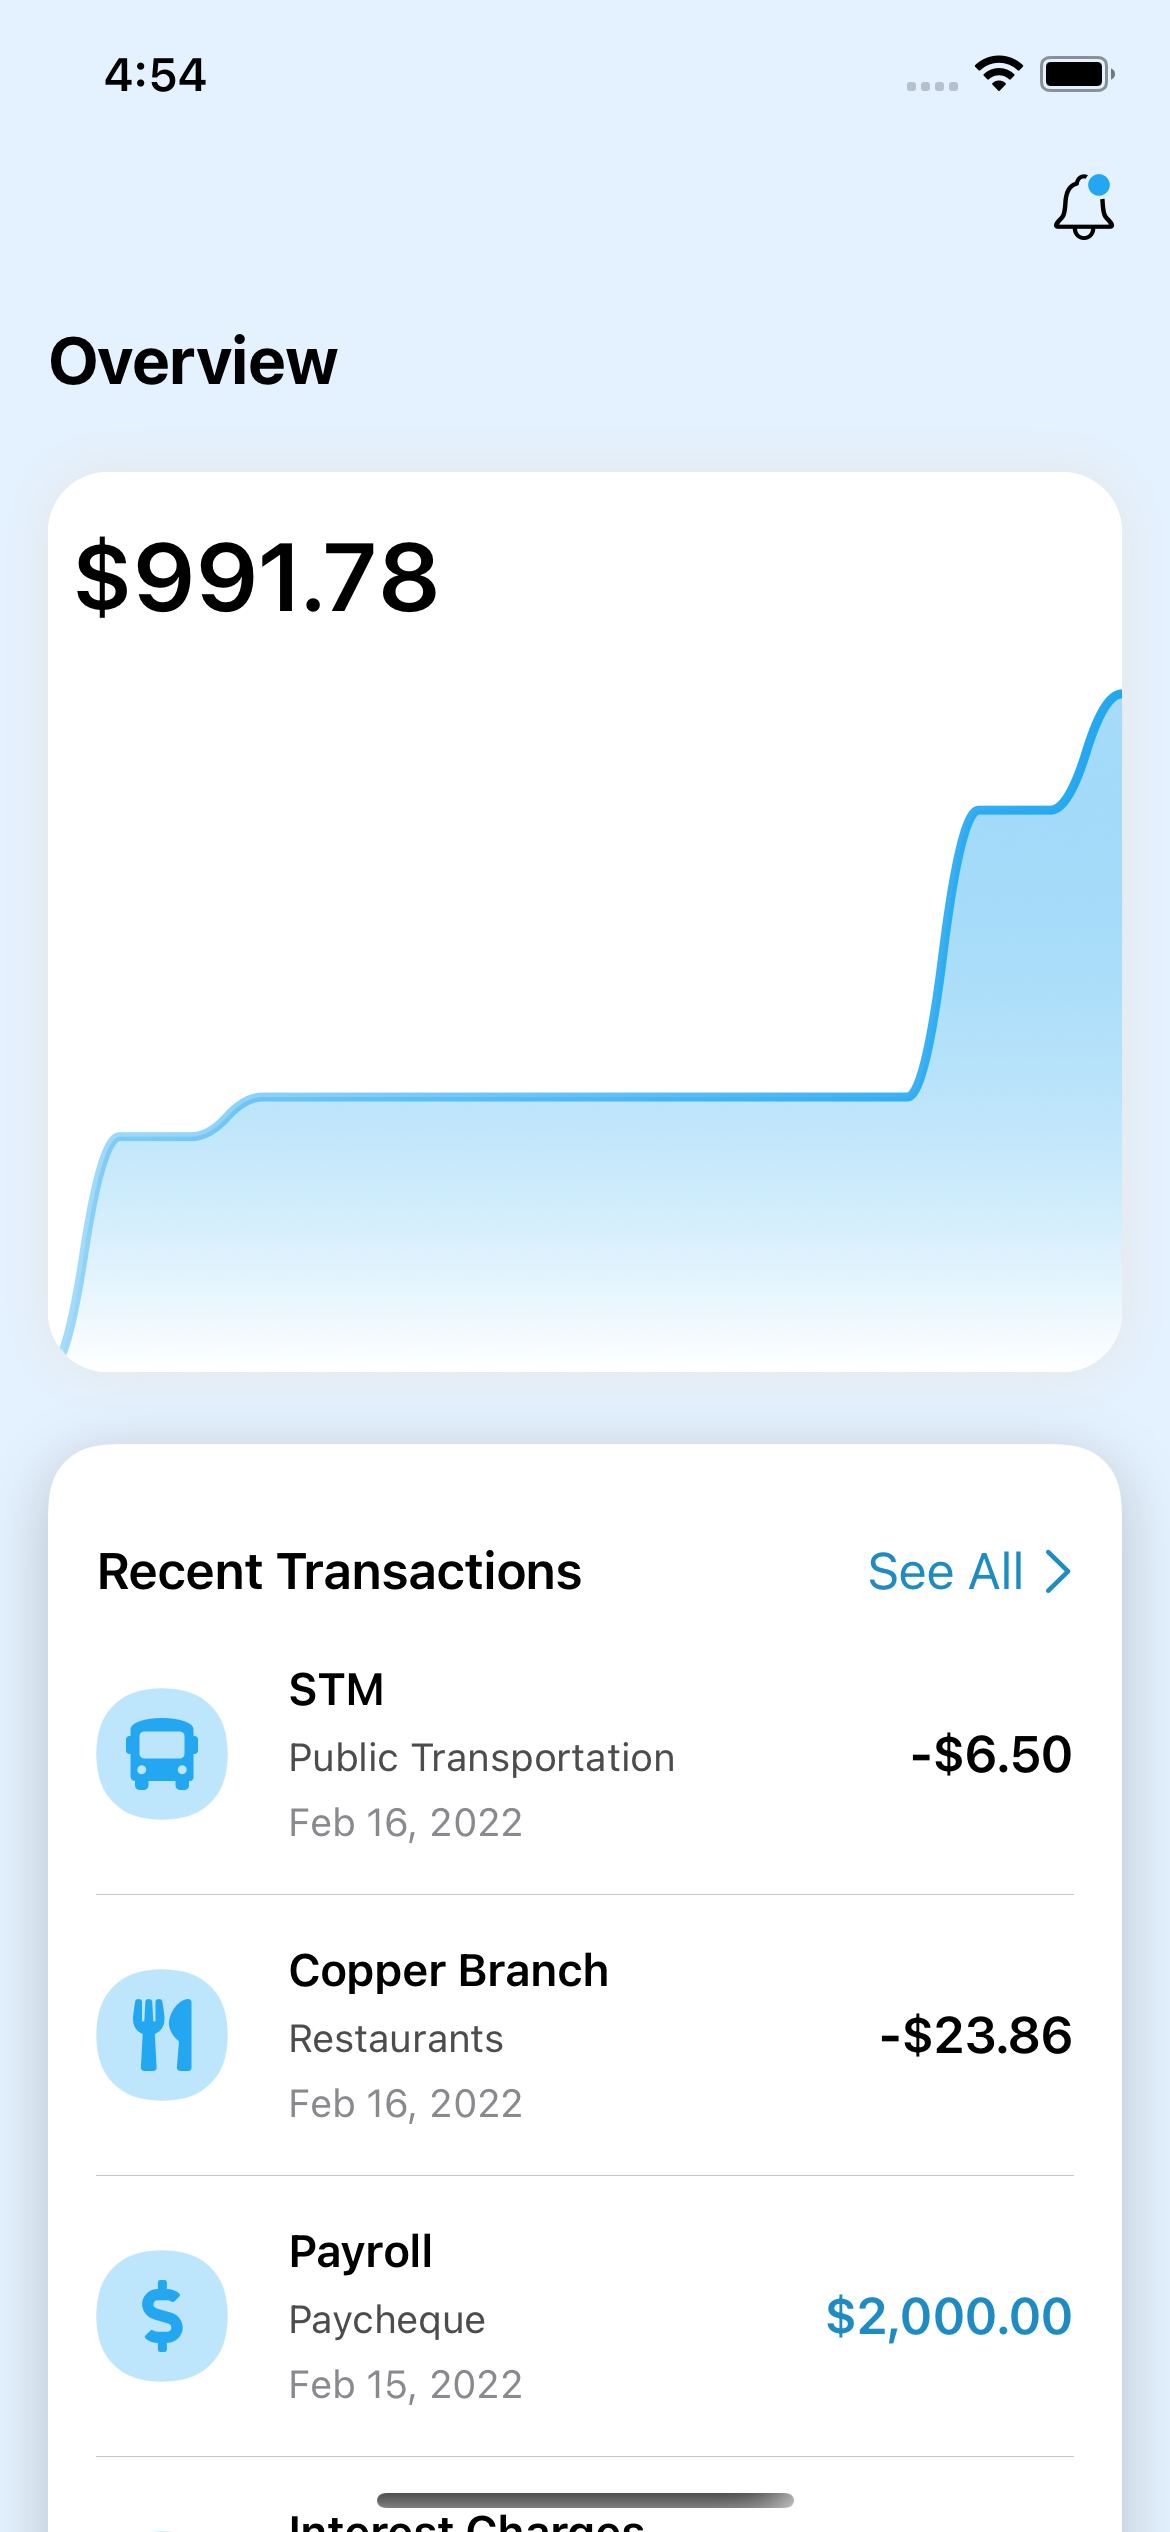 4:54
Overview
$991.78
Recent Transactions
See All
STM
Public Transportation
-$6.50
Feb 16, 2022
Copper Branch
Restaurants
-$23.86
Feb 16, 2022
Payroll
Paycheque
$2,000.00
Feb 15, 2022
Interest Charges